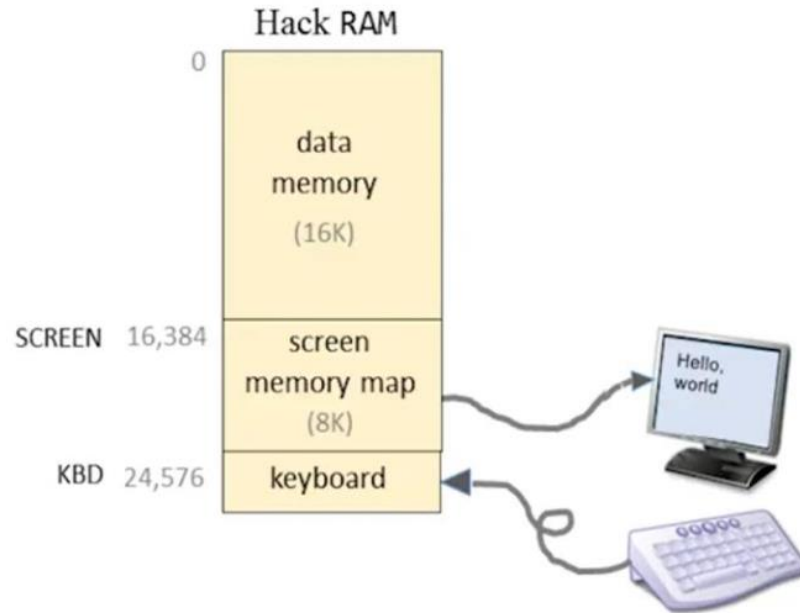 Hack RAM
0
data
memory
(16K)
SCREEN 16,384
screen
memory map
(8K)
Hello,
world
KBD 24,576
keyboard